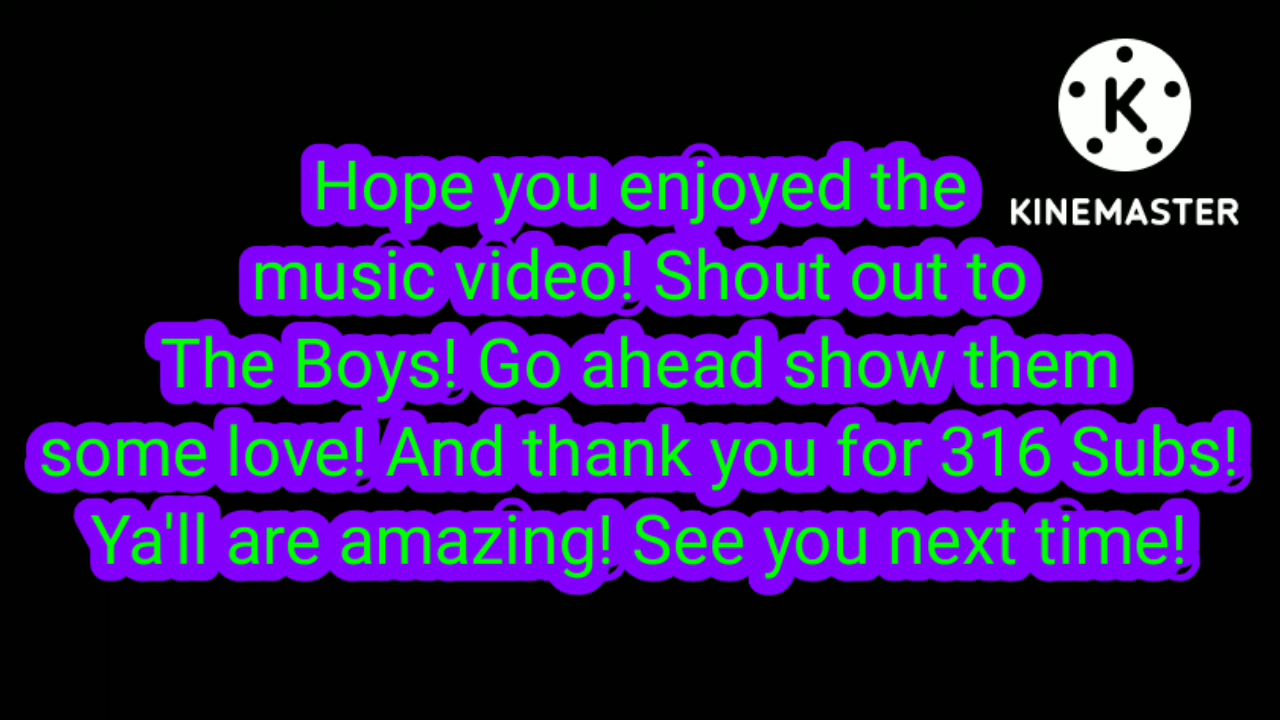 K
KINEMASTER
Hope you enjoyed the
music video! Shout out to
The Boys! Go ahead show them
some love! And thank you for 316 Subs!
Ya'll are amazing! See you next time!